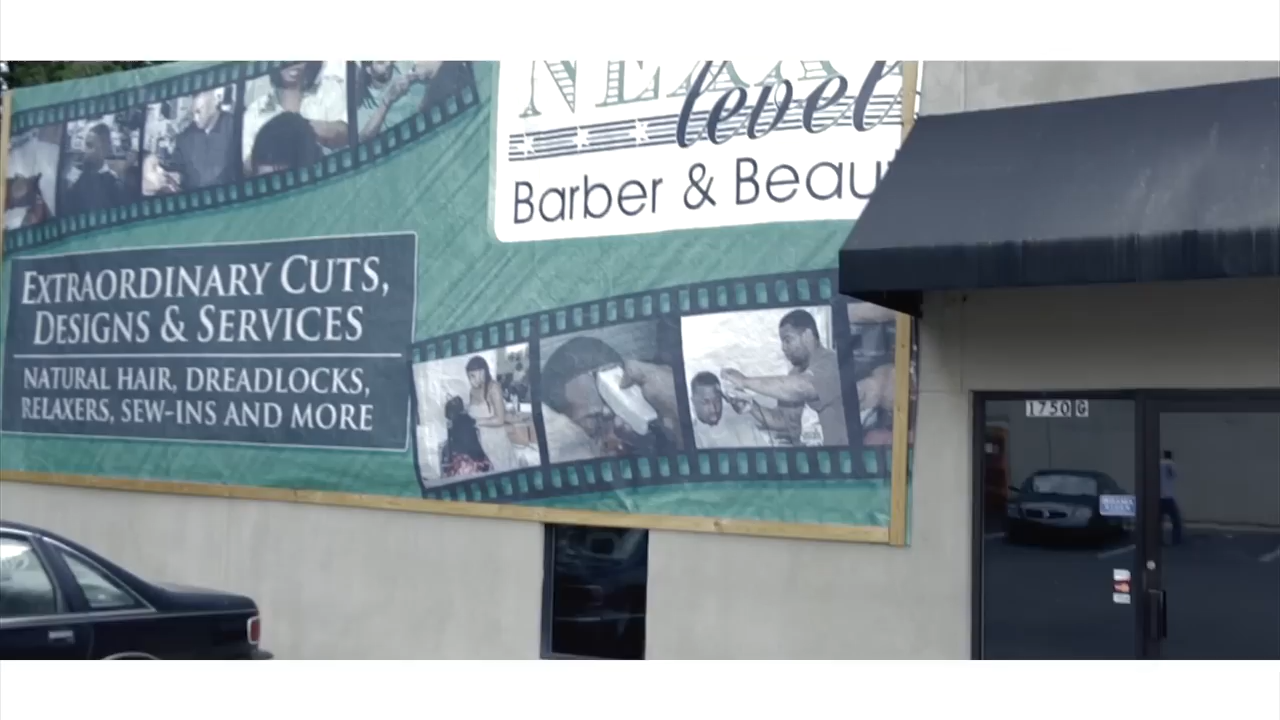 level
Barber & Beau
EXTRAORDINARY CUTS,
DESIGNS & SERVICES
NATURAL HAIR, DREADLOCKS,
RELAXERS, SEW-INS AND MORE
1750 G